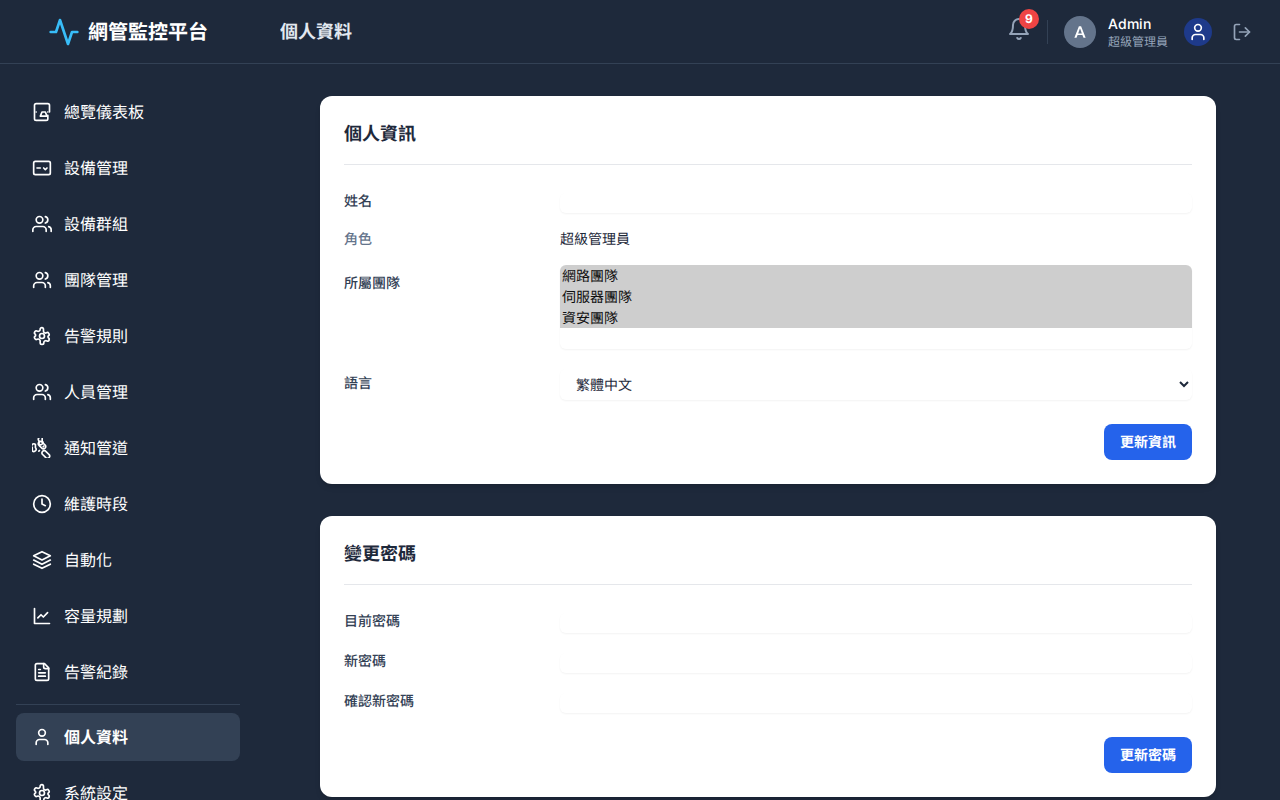 網管監控平台
個人資料
9
A
Admin
超級管理員
總覽儀表板
設備管理
設備群組
團隊管理
告警規則
人員管理
通知管道
維護時段
自動化
容量規劃
告警紀錄
個人資料
系統設定
個人資訊
姓名
角色
超級管理員
所屬團隊
網路團隊
伺服器團隊
資安團隊
語言
繁體中文
更新資訊
變更密碼
目前密碼
新密碼
確認新密碼
更新密碼